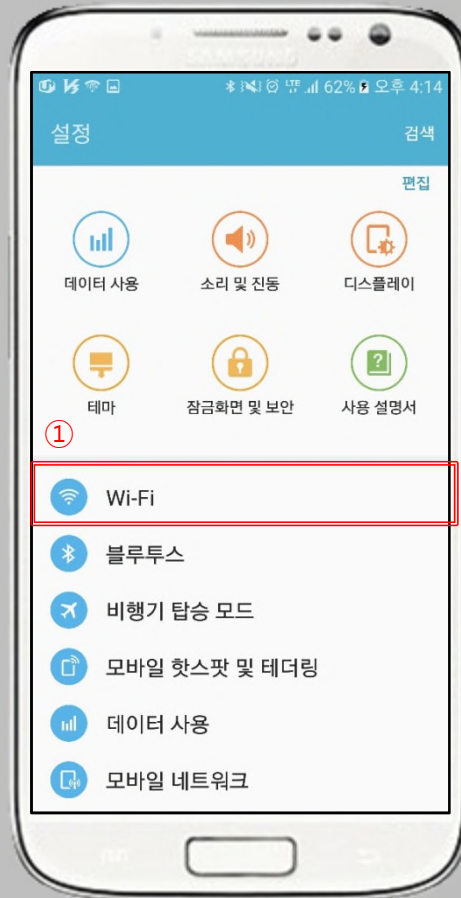 SAMSUNG
LTE 62% 오후 4:14
설정 검색
편집
데이터 사용 소리 및 진동 디스플레이
테마 잠금화면 및 보안 사용 설명서
①
Wi-Fi
블루투스
비행기 탑승 모드
모바일 핫스팟 및 테더링
데이터 사용
모바일 네트워크